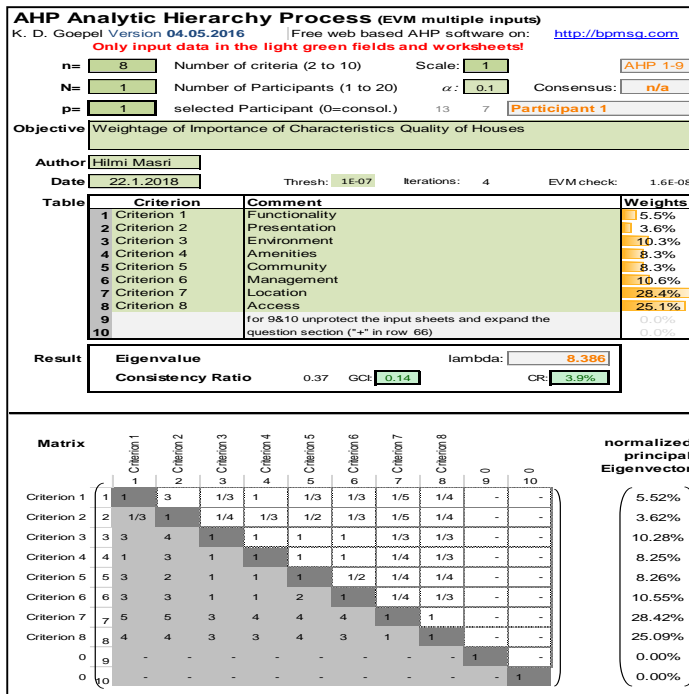 AHP Analytic Hierarchy Process (EVM multiple inputs)
K. D. Goepel Version 04.05.2016 Free web based AHP software on: http://bpmsg.com
Only input data in the light green fields and worksheets!
n= 8 Number of criteria (2 to 10) Scale: 1 AHP 1-9
N= 1 Number of Participants (1 to 20) α: 0.1 Consensus: n/a
p= 1 selected Participant (0=consol.) 13 7 Participant 1
Objective Weightage of Importance of Characteristics Quality of Houses
Author Hilmi Masri
Date 22.1.2018 Thresh: 1E-07 Iterations: 4 EVM check: 1.6E-08
Table Criterion Comment Weights
1 Criterion 1 Functionality 5.5%
2 Criterion 2 Presentation 3.6%
3 Criterion 3 Environment 10.3%
4 Criterion 4 Amenities 8.3%
5 Criterion 5 Community 8.3%
6 Criterion 6 Management 10.6%
7 Criterion 7 Location 28.4%
8 Criterion 8 Access 25.1%
9 for 9&10 unprotect the input sheets and expand the 0.0%
10 question section ("+" in row 66) 0.0%
Result Eigenvalue lambda: 8.386
Consistency Ratio 0.37 GCI: 0.14 CR: 3.9%
Matrix Criterion 1 Criterion 2 Criterion 3 Criterion 4 Criterion 5 Criterion 6 Criterion 7 Criterion 8 0 0 normalized principal Eigenvector
1 2 3 4 5 6 7 8 9 10
Criterion 1 1 1 3 1/3 1 1/3 1/3 1/5 1/4 - - 5.52%
Criterion 2 2 1/3 1 1/4 1/3 1/2 1/3 1/5 1/4 - - 3.62%
Criterion 3 3 3 4 1 1 1 1 1/3 1/3 - - 10.28%
Criterion 4 4 1 3 1 1 1 1 1/4 1/3 - - 8.25%
Criterion 5 5 3 2 1 1 1 1/2 1/4 1/4 - - 8.26%
Criterion 6 6 3 3 1 1 2 1 1/4 1/3 - - 10.55%
Criterion 7 7 5 5 3 4 4 4 1 1 - - 28.42%
Criterion 8 8 4 4 3 3 4 3 1 1 - - 25.09%
0 9 - - - - - - - - 1 - 0.00%
0 10 - - - - - - - - - 1 0.00%